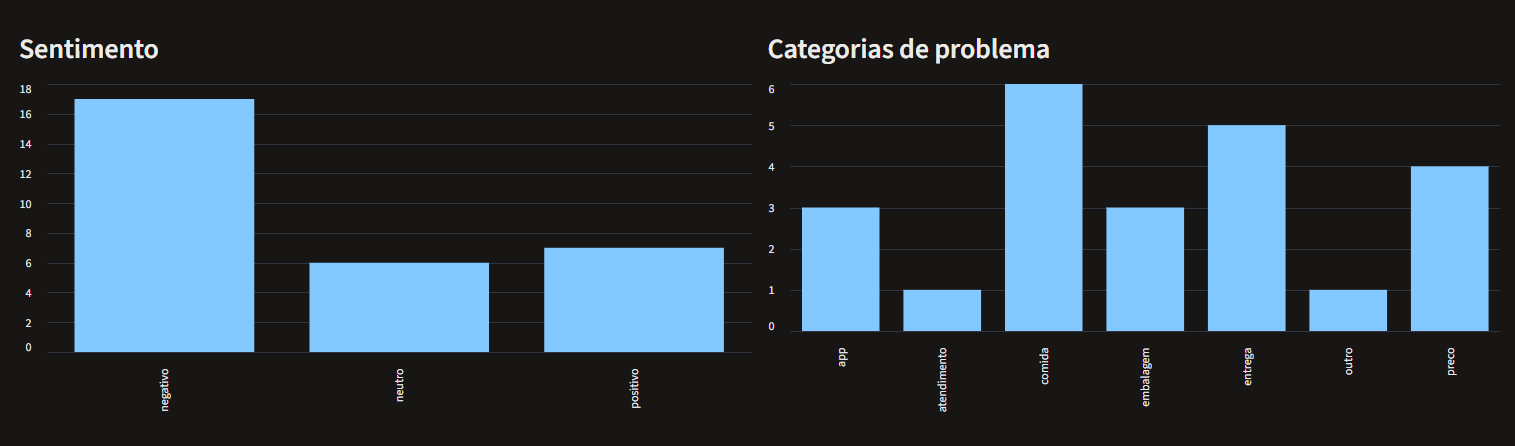 Sentimento
18
16
14
12
10
8
6
4
2
0
negativo
neutro
positivo
Categorias de problema
6
5
4
3
2
1
0
app
atendimento
comida
embalagem
entrega
outro
preco